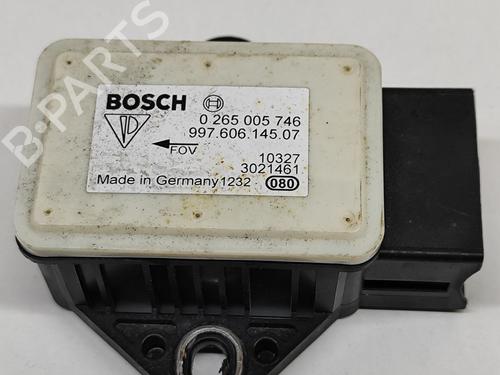 B-PARTS
BOSCH
0 265 005 746
997.606.145.07
FOV
10327
3021461
Made in Germany 1232 080